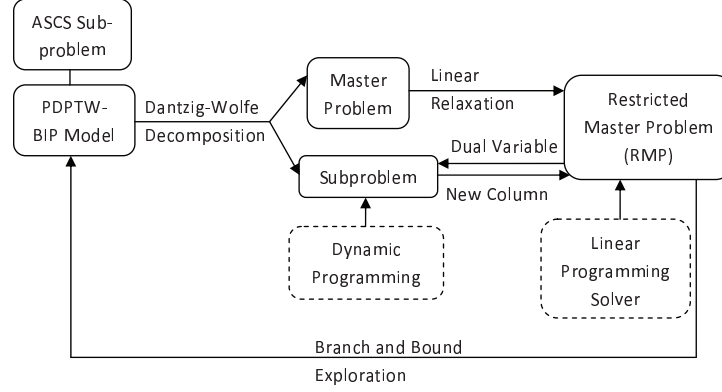 ASCS Sub-
problem
PDPTW-
BIP Model
Dantzig-Wolfe
Decomposition
Master
Problem
Linear
Relaxation
Restricted
Master Problem
(RMP)
Dual Variable
Subproblem
New Column
Dynamic
Programming
Linear
Programming
Solver
Branch and Bound
Exploration